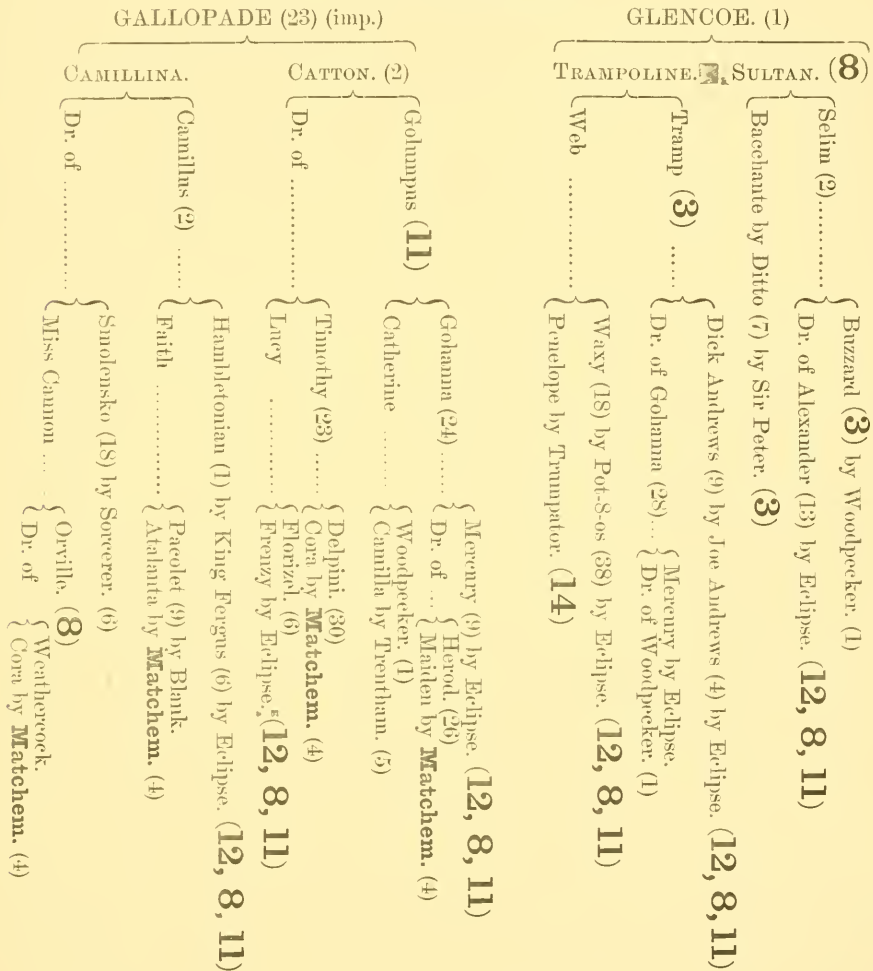 GALLOPADE (23) (imp.)
GLENCOE. (1)
CAMILLINA.
CATTON. (2)
TRAMPOLINE.
SULTAN. (8)
Selim (2)............
Buzzard (3) by Woodpecker. (1)
Dr. of Alexander (13) by Eclipse. (12, 8, 11)
Bacchante by Ditto (7) by Sir Peter. (3)
Tramp (3) ......
Dick Andrews (9) by Joe Andrews (4) by Eclipse. (12, 8, 11)
Dr. of Gohanna (28)...
Mercury by Eclipse.
Dr. of Woodpecker. (1)
Web ...............
Waxy (18) by Pot-8-os (38) by Eclipse. (12, 8, 11)
Penelope by Trumpator. (14)
Golumpus (11)
Gohanna (24) ......
Mercury (9) by Eclipse. (12, 8, 11)
Dr. of ...
Herod. (26)
Maiden by Matchem. (4)
Catherine ........
Woodpecker. (1)
Camilla by Trentham. (5)
Dr. of ...............
Timothy (23) ......
Delpini. (30)
Cora by Matchem. (4)
Lucy ............
Florizel. (6)
Frenzy by Eclipse. (12, 8, 11)
Camillus (2) ......
Hambletonian (1) by King Fergus (6) by Eclipse. (12, 8, 11)
Faith ...............
Pacolet (9) by Blank.
Atalanta by Matchem. (4)
Dr. of ...............
Smolensko (18) by Sorcerer. (6)
Miss Cannon ... .
Orville. (8)
Dr. of
Weathercock.
Cora by Matchem. (4)